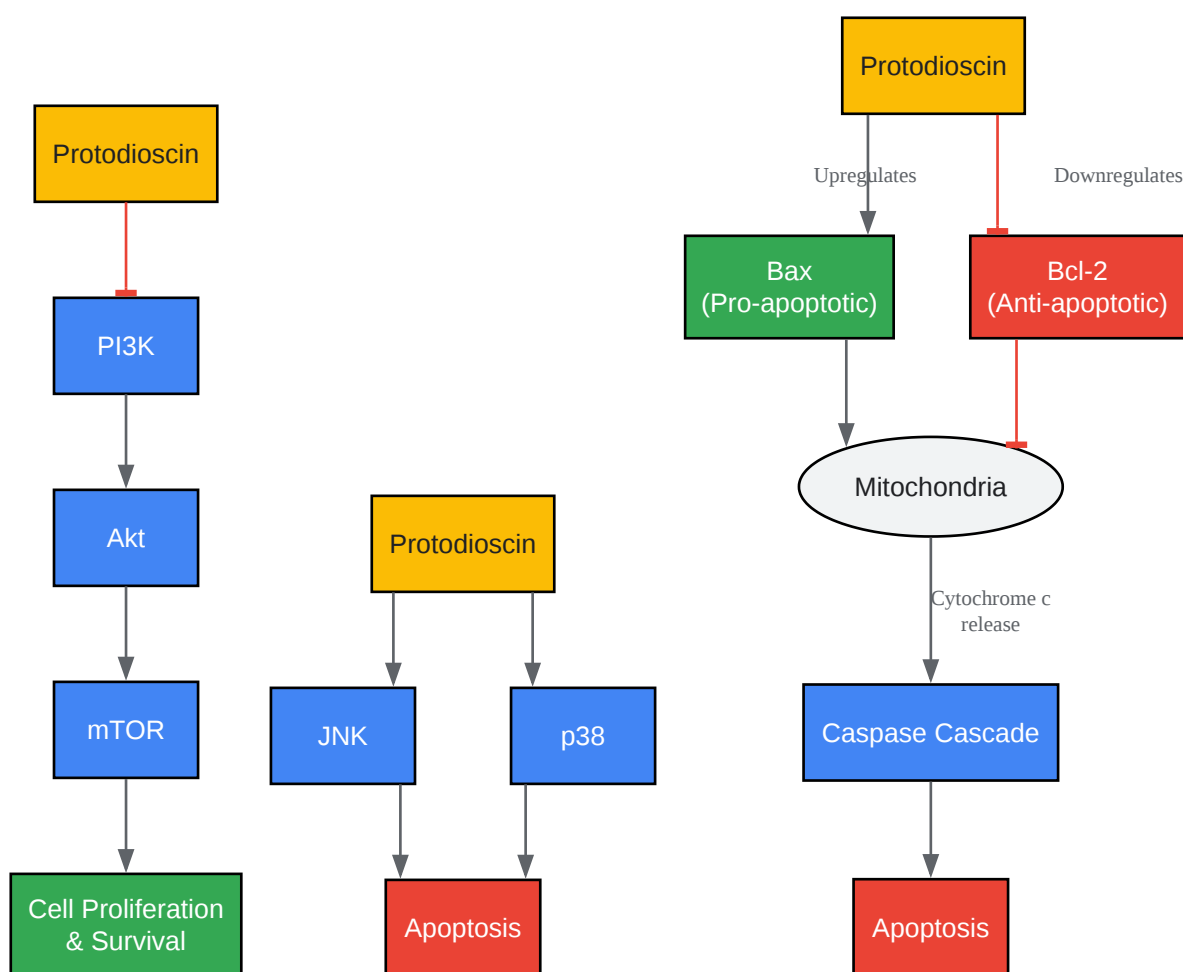 Protodioscin
PI3K
Akt
mTOR
Cell Proliferation
& Survival
Protodioscin
JNK
p38
Apoptosis
Protodioscin
Upregulates
Downregulates
Bax
(Pro-apoptotic)
Bcl-2
(Anti-apoptotic)
Mitochondria
Cytochrome c
release
Caspase Cascade
Apoptosis